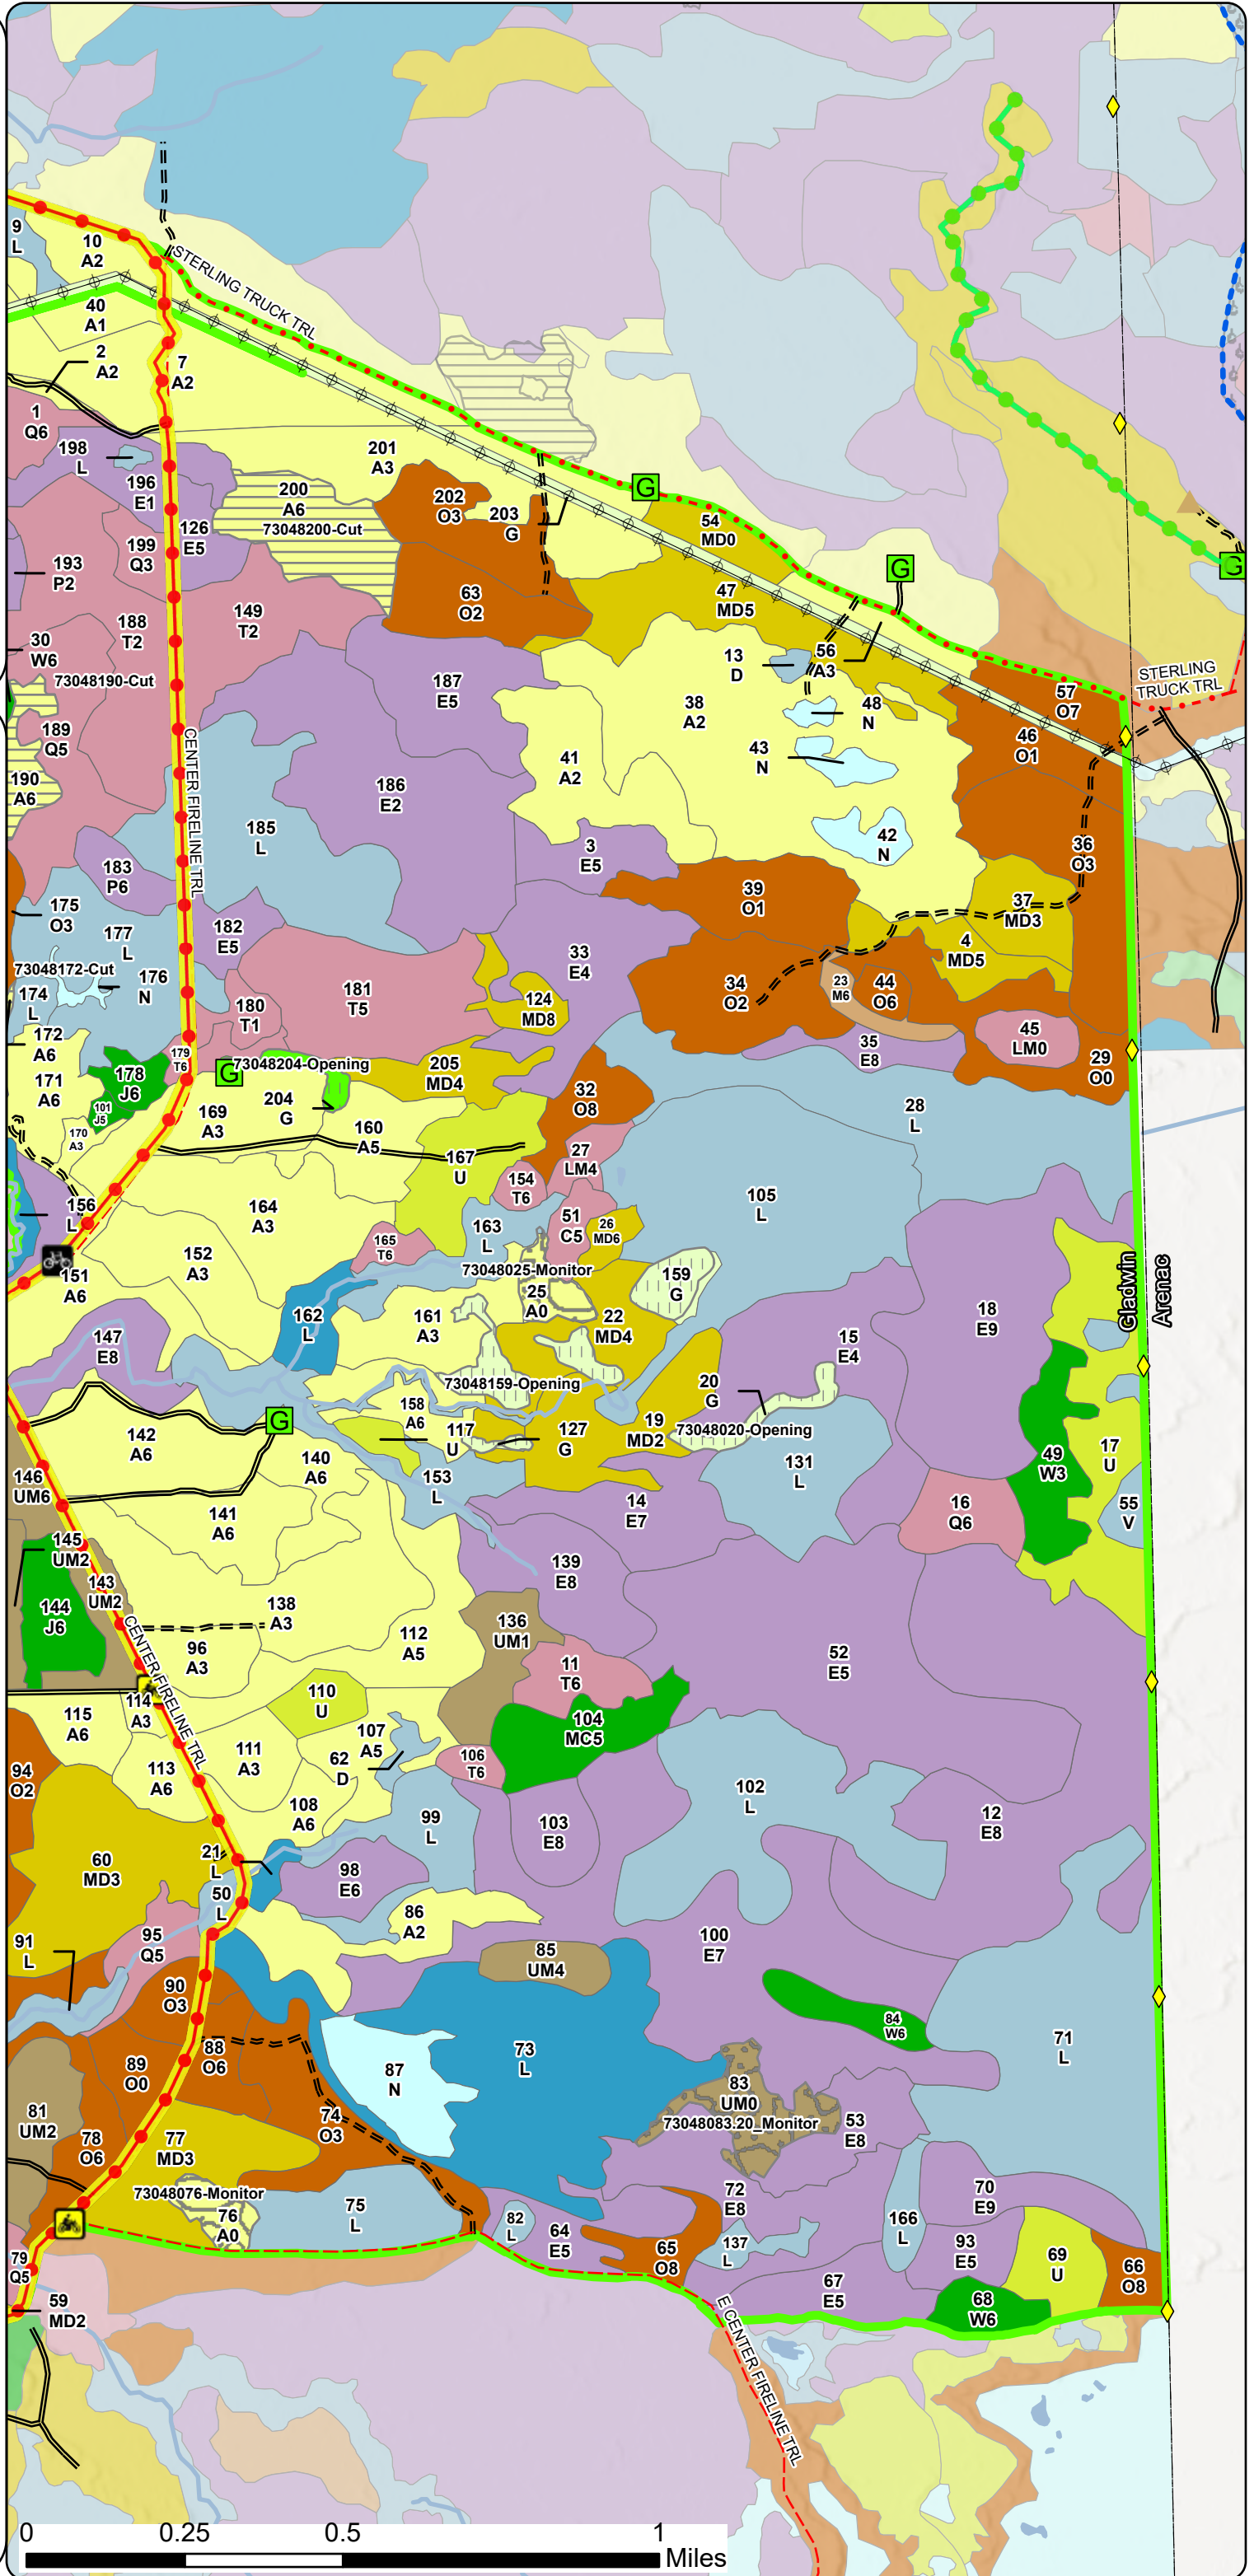 9
L
10
A2
STERLING TRUCK TRL
40
A1
2
A2
7
A2
1
Q6
198
L
196
E1
201
A3
200
A6
73048200-Cut
202
O3
203
G
G
54
MD0
126
E5
199
Q3
193
P2
G
G
47
MD5
63
O2
149
T2
188
T2
30
W6
73048190-Cut
13
D
56
A3
STERLING
TRUCK TRL
187
E5
38
A2
48
N
57
O7
189
Q5
46
O1
43
N
41
A2
190
A6
186
E2
CENTER FIRELINE TRL
185
L
42
N
3
E5
36
O3
183
P6
39
O1
175
O3
37
MD3
177
L
182
E5
4
MD5
33
E4
73048172-Cut
176
N
174
L
181
T5
34
O2
23
M6
44
O6
124
MD8
180
T1
45
LM0
172
A6
179
T6
G
73048204-Opening
205
MD4
35
E8
29
O0
178
J6
171
A6
32
O8
101
J5
204
G
169
A3
28
L
170
A3
160
A5
27
LM4
167
U
154
T6
156
L
164
A3
105
L
51
C5
26
MD6
163
L
165
T6
152
A3
73048025-Monitor
Gladwin
Arenac
151
A6
159
G
25
A0
162
L
161
A3
22
MD4
18
E9
147
E8
15
E4
73048159-Opening
20
G
158
A6
G
117
U
127
G
19
MD2
73048020-Opening
142
A6
140
A6
49
W3
17
U
131
L
146
UM6
153
L
14
E7
16
Q6
55
V
141
A6
145
UM2
139
E8
143
UM2
144
J6
138
A3
136
UM1
112
A5
96
A3
52
E5
CENTER FIRELINE TRL
11
T6
110
U
114
A3
115
A6
104
MC5
107
A5
111
A3
62
D
106
T6
113
A6
94
O2
102
L
108
A6
99
L
103
E8
12
E8
21
L
60
MD3
98
E6
50
L
86
A2
95
Q5
91
L
85
UM4
100
E7
90
O3
84
W6
88
O6
73
L
71
L
89
O0
87
N
83
UM0
81
UM2
74
O3
73048083.20_Monitor
53
E8
78
O6
77
MD3
73048076-Monitor
72
E8
70
E9
75
L
76
A0
82
L
166
L
64
E5
137
L
93
E5
65
O8
69
U
79
Q5
66
O8
67
E5
59
MD2
68
W6
E CENTER FIRELINE TRL
0 0.25 0.5 1
Miles